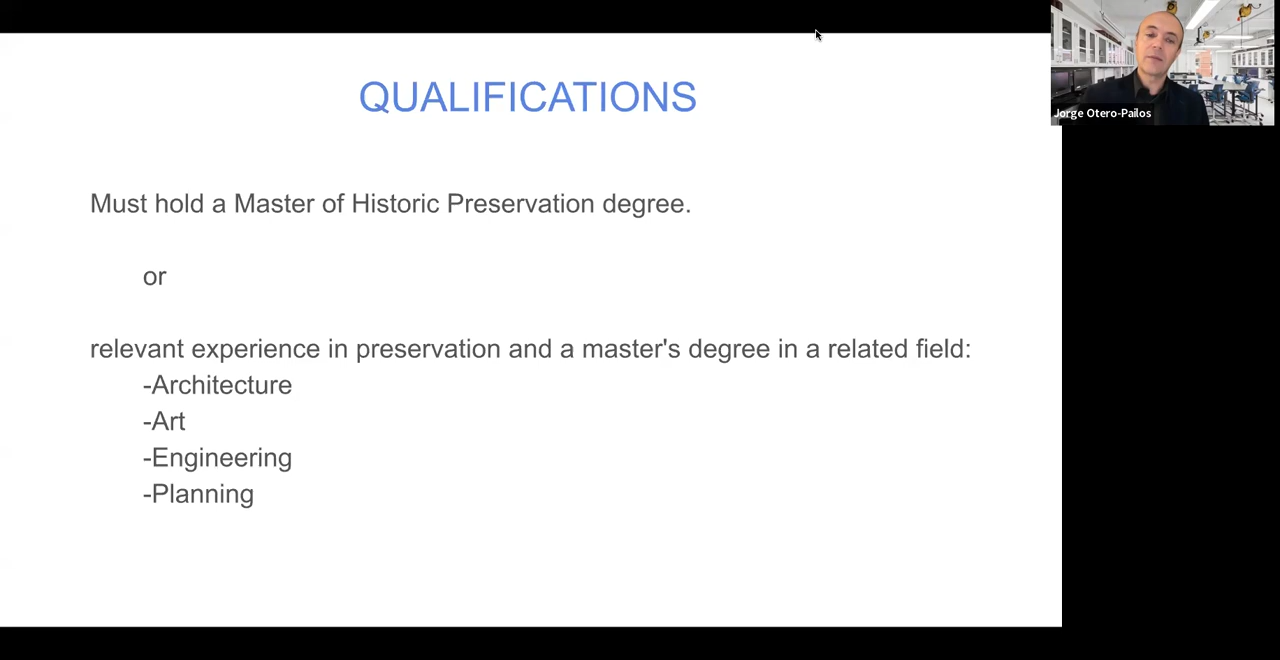 QUALIFICATIONS
Jorge Otero-Pailos
Must hold a Master of Historic Preservation degree.
or
relevant experience in preservation and a master's degree in a related field:
-Architecture
-Art
-Engineering
-Planning